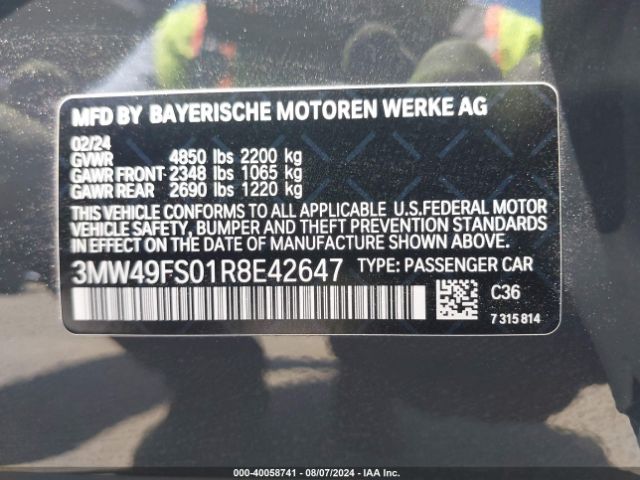 MFD BY BAYERISCHE MOTOREN WERKE AG
02/24
GVWR 4850 lbs 2200 kg
GAWR FRONT: 2348 lbs 1065 kg
GAWR REAR 2690 lbs 1220 kg
THIS VEHICLE CONFORMS TO ALL APPLICABLE U.S.FEDERAL MOTOR
VEHICLE SAFETY, BUMPER AND THEFT PREVENTION
STANDARDS IN EFFECT ON THE DATE OF MANUFACTURE SHOWN ABOVE.
3MW49FS01R8E42647 TYPE: PASSENGER CAR
C36
7 315 814
000-40058741 - 08/07/2024 - IAA Inc.